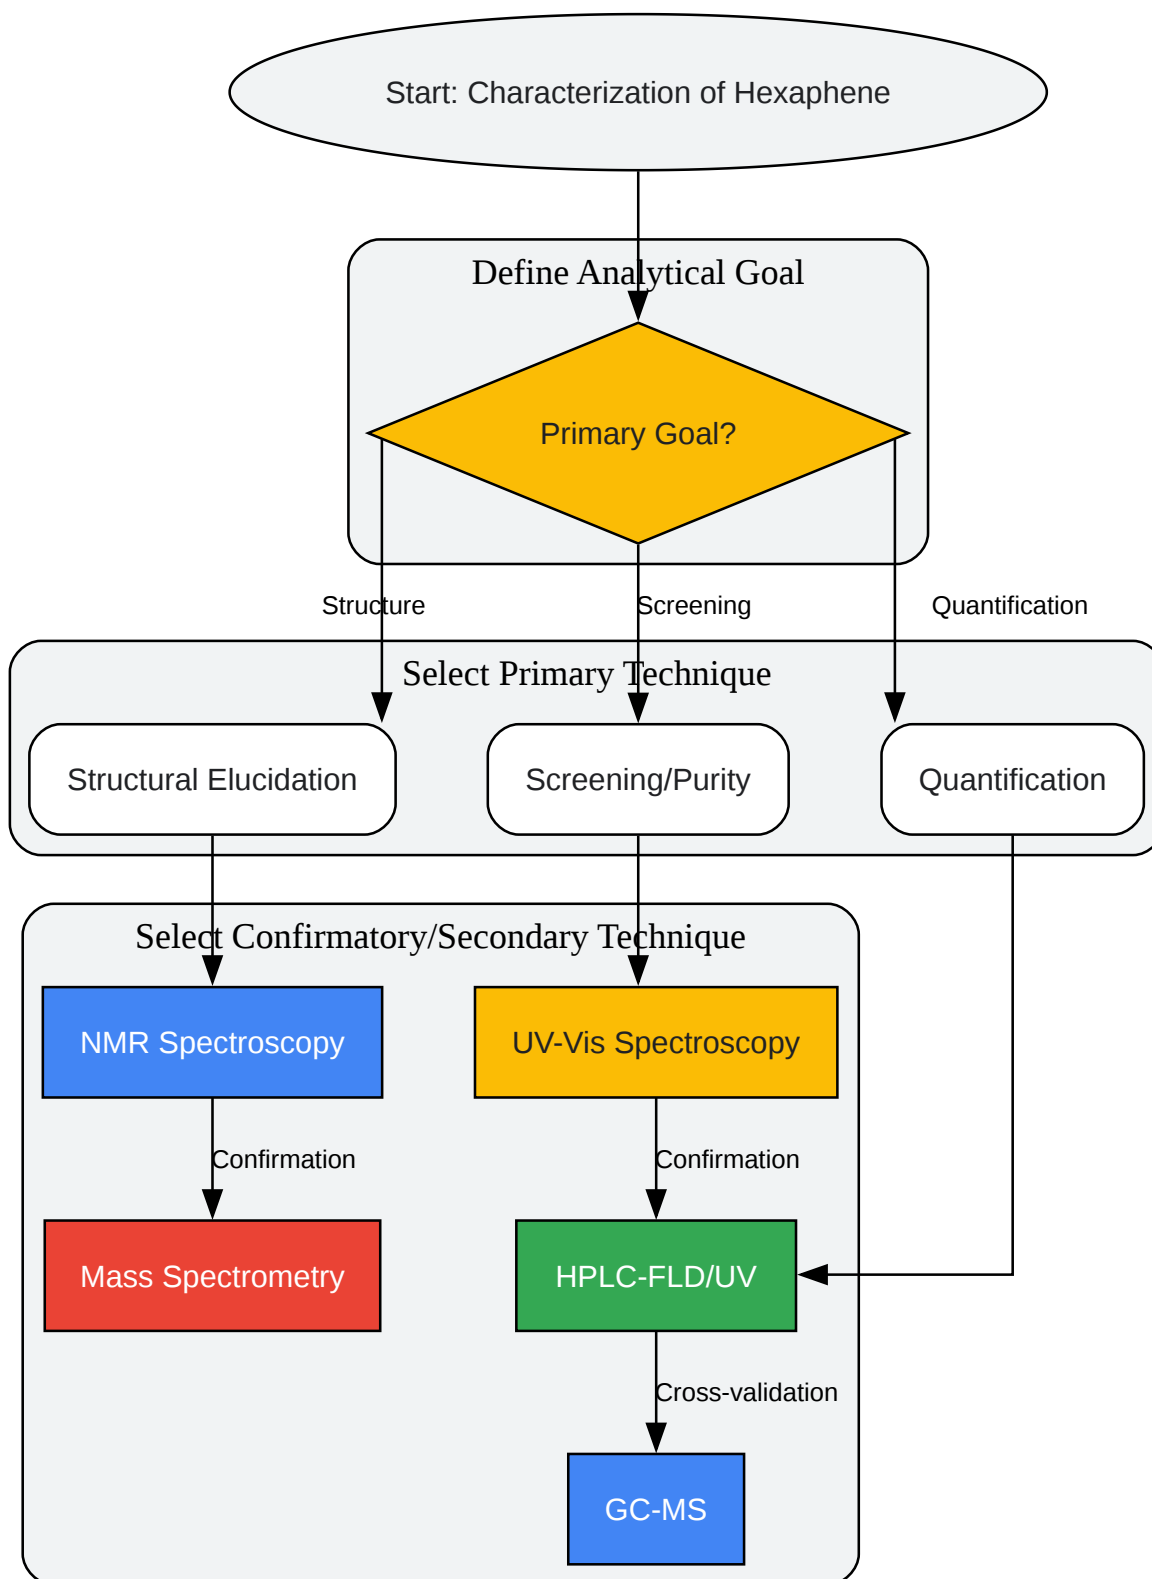 Start: Characterization of Hexaphene
Define Analytical Goal
Primary Goal?
Structure
Screening
Quantification
Select Primary Technique
Structural Elucidation
Screening/Purity
Quantification
Select Confirmatory/Secondary Technique
NMR Spectroscopy
UV-Vis Spectroscopy
Confirmation
Confirmation
Mass Spectrometry
HPLC-FLD/UV
Cross-validation
GC-MS